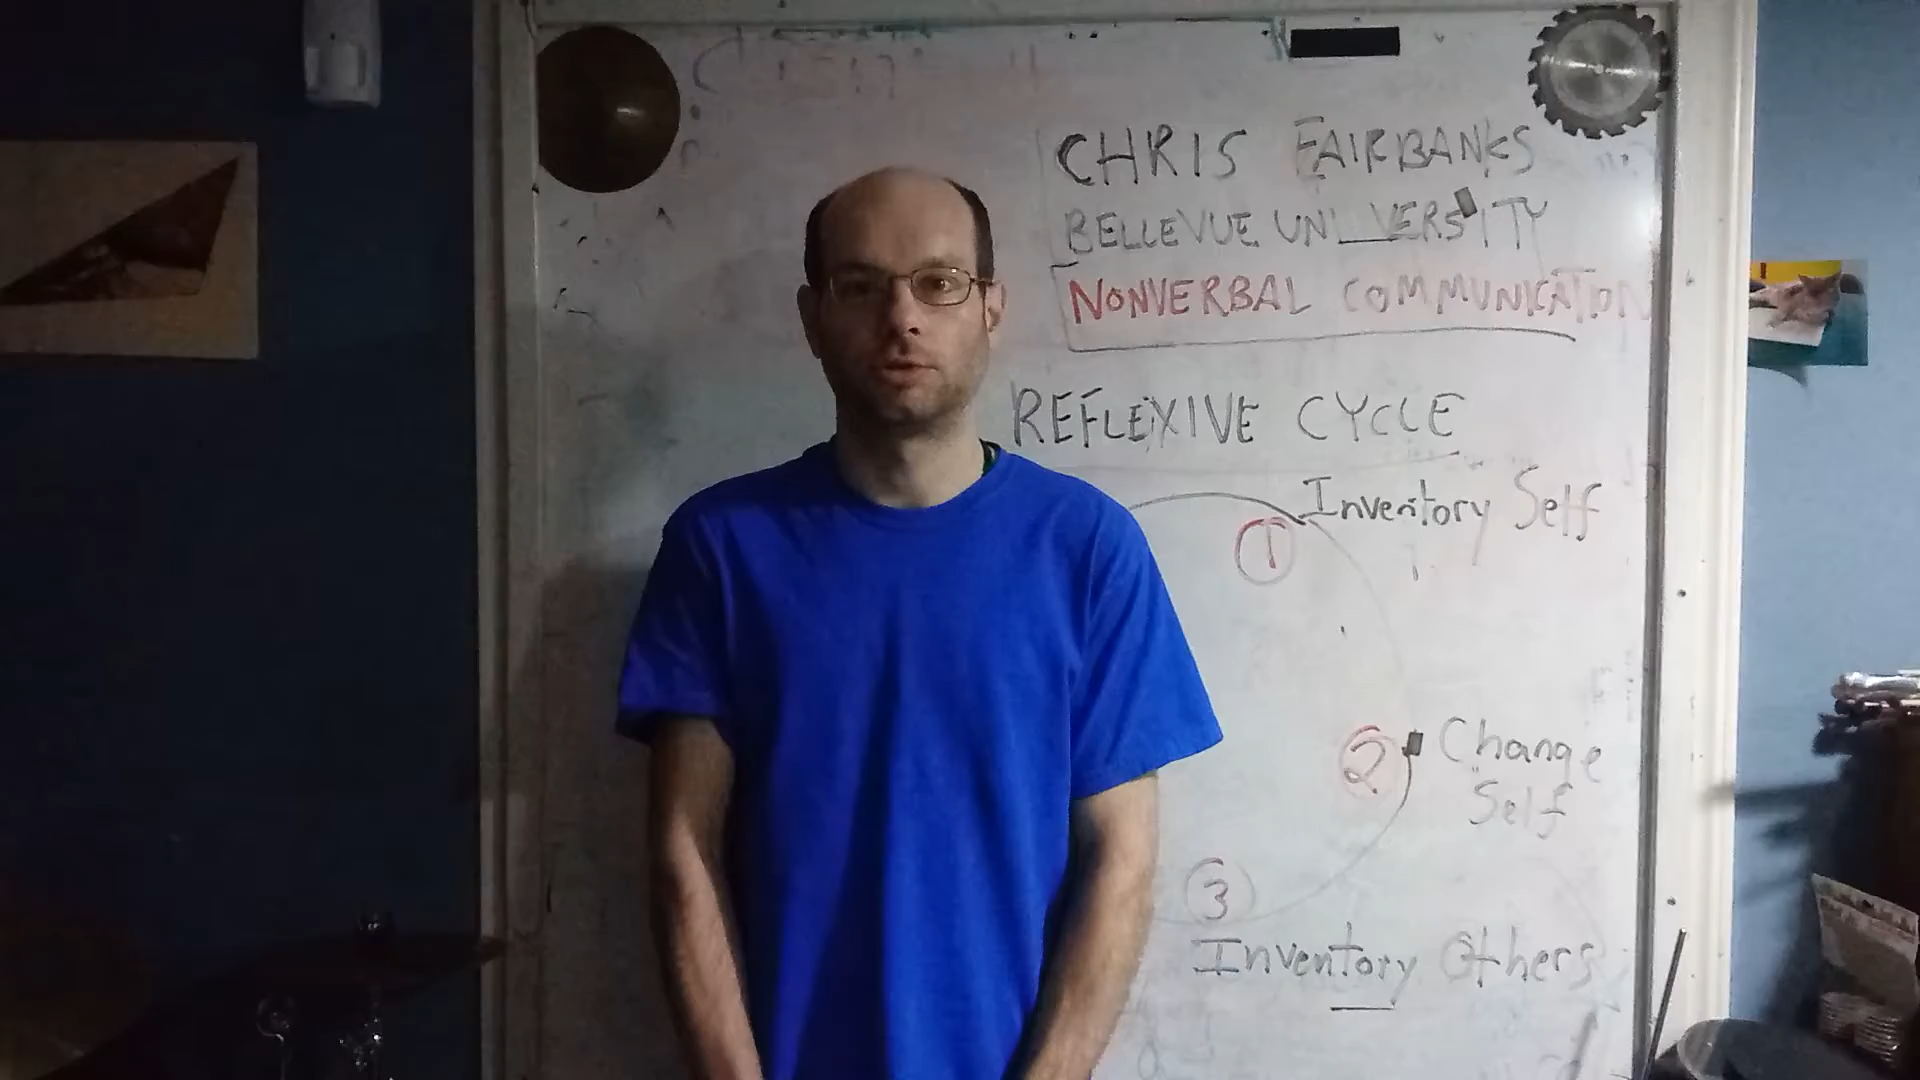 CHRIS FAIRBANKS
BELLEVUE UNIVERSITY
NONVERBAL COMMUNICATION
REFLEXIVE CYCLE
1 Inventory Self
2 Change
Self
3
Inventory Others